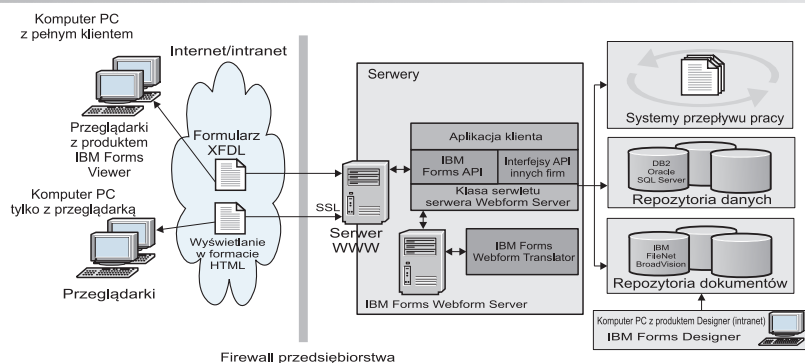 Komputer PC
z pełnym klientem
Internet/intranet
Przeglądarki
z produktem
IBM Forms
Viewer
Formularz
XFDL
Komputer PC
tylko z przeglądarką
Przeglądarki
Wyświetlanie
w formacie
HTML
SSL
Serwer
WWW
Firewall przedsiębiorstwa
Serwery
Aplikacja klienta
IBM
Forms API
Interfejsy API
innych firm
Klasa serwletu
serwera Webform Server
IBM Forms
Webform Translator
IBM Forms Webform Server
Systemy przepływu pracy
DB2
Oracle
SQL Server
Repozytoria danych
IBM
FileNet
BroadVision
Repozytoria dokumentów
Komputer PC z produktem Designer (intranet)
IBM Forms Designer